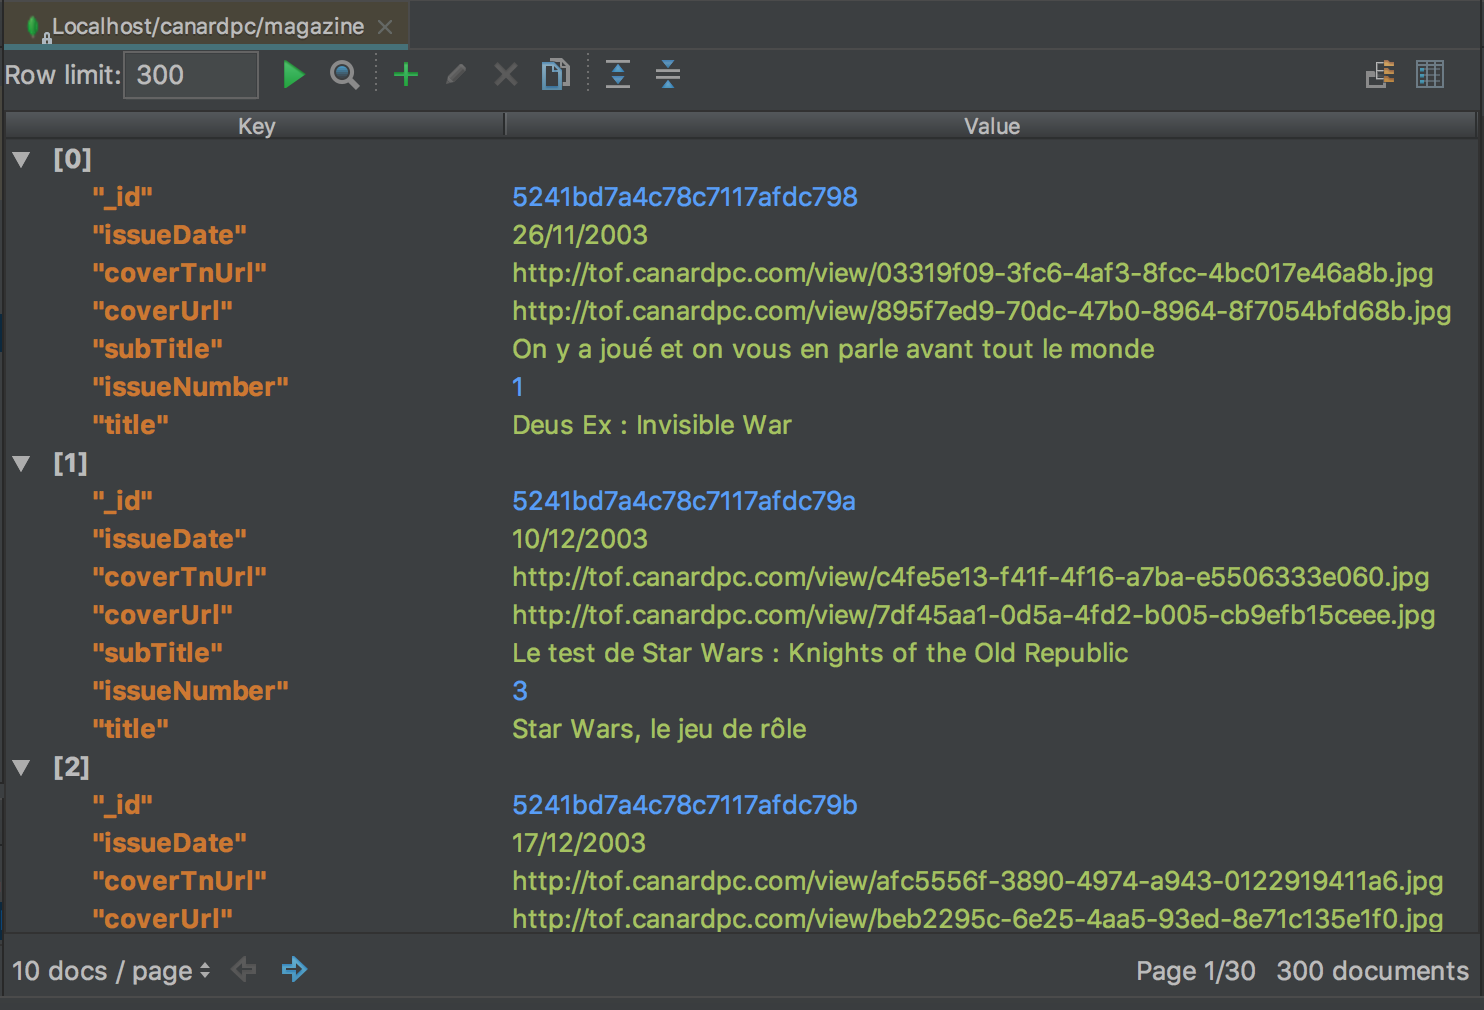 Localhost/canardpc/magazine
Row limit: 300
Key Value
[0]
"_id" 5241bd7a4c78c7117afdc798
"issueDate" 26/11/2003
"coverTnUrl" http://tof.canardpc.com/view/03319f09-3fc6-4af3-8fcc-4bc017e46a8b.jpg
"coverUrl" http://tof.canardpc.com/view/895f7ed9-70dc-47b0-8964-8f7054bfd68b.jpg
"subTitle" On y a joué et on vous en parle avant tout le monde
"issueNumber" 1
"title" Deus Ex : Invisible War
[1]
"_id" 5241bd7a4c78c7117afdc79a
"issueDate" 10/12/2003
"coverTnUrl" http://tof.canardpc.com/view/c4fe5e13-f41f-4f16-a7ba-e5506333e060.jpg
"coverUrl" http://tof.canardpc.com/view/7df45aa1-0d5a-4fd2-b005-cb9efb15ceee.jpg
"subTitle" Le test de Star Wars : Knights of the Old Republic
"issueNumber" 3
"title" Star Wars, le jeu de rôle
[2]
"_id" 5241bd7a4c78c7117afdc79b
"issueDate" 17/12/2003
"coverTnUrl" http://tof.canardpc.com/view/afc5556f-3890-4974-a943-0122919411a6.jpg
"coverUrl" http://tof.canardpc.com/view/beb2295c-6e25-4aa5-93ed-8e71c135e1f0.jpg
10 docs / page Page 1/30 300 documents